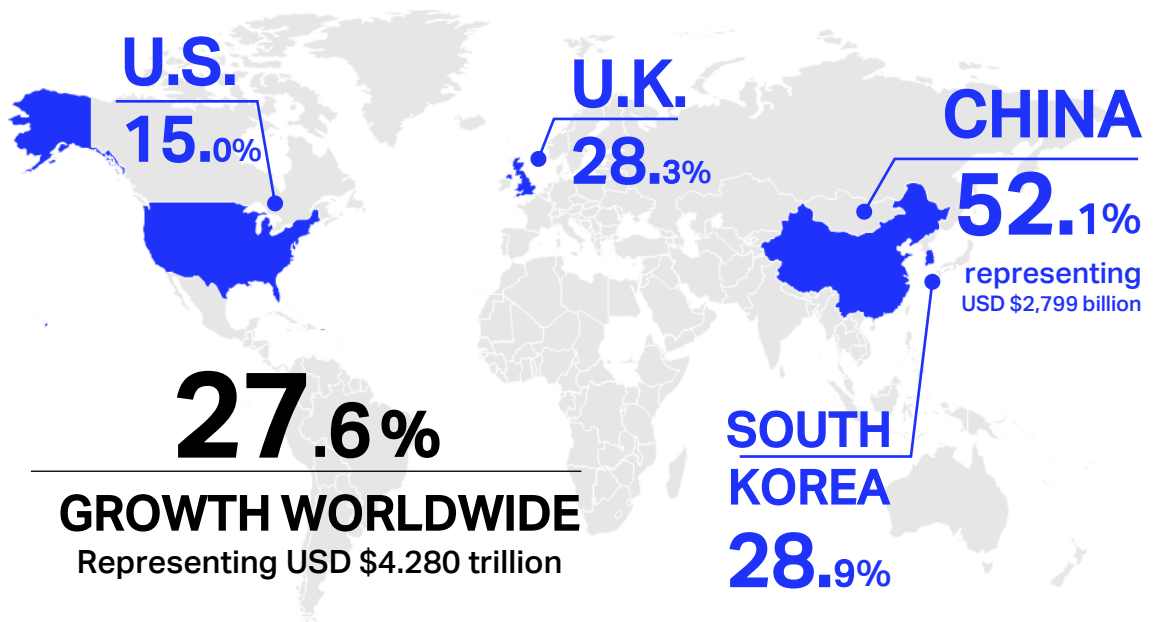 U.S.
15.0%
U.K.
28.3%
CHINA
52.1%
representing
USD $2,799 billion
27.6%
GROWTH WORLDWIDE
Representing USD $4.280 trillion
SOUTH
KOREA
28.9%